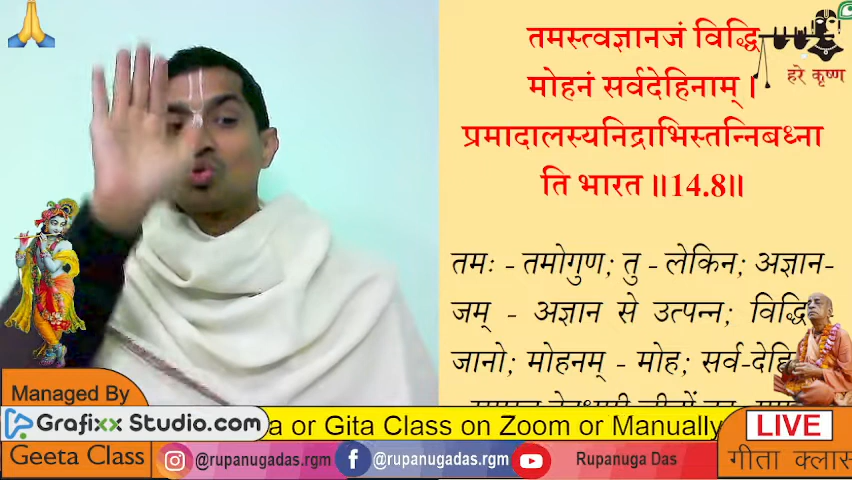 तमस्त्वज्ञानजं विद्धि
मोहनं सर्वदेहिनाम् ।
प्रमादालस्यनिद्राभिस्तन्निबध्ना
ति भारत ॥14.8॥
हरे कृष्ण
तमः - तमोगुण; तु - लेकिन; अज्ञान-
जम् - अज्ञान से उत्पन्न; विद्धि
जानो; मोहनम् - मोह; सर्व-देहि
Managed By
Grafixx Studio.com
a or Gita Class on Zoom or Manually
LIVE
Geeta Class
@rupanugadas.rgm
@rupanugadas.rgm
Rupanuga Das
गीता क्लास